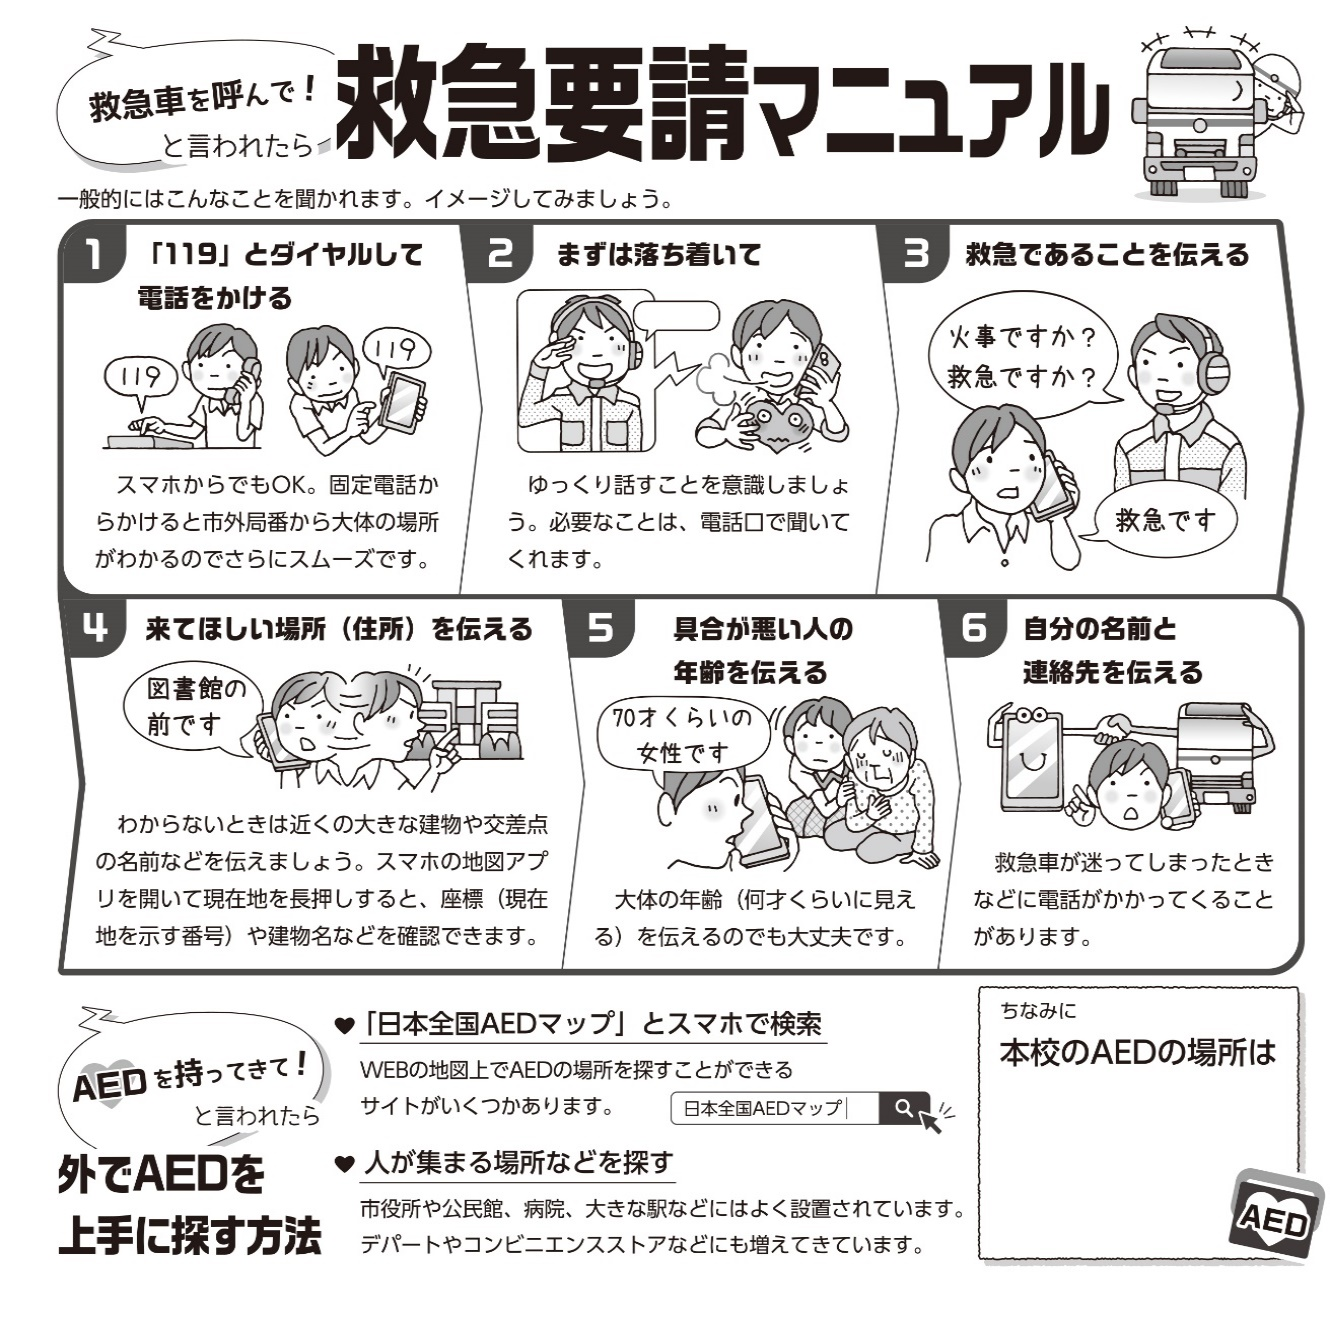 救急車を呼んで！
と言われたら
救急要請マニュアル
一般的にはこんなことを聞かれます。イメージしてみましょう。
1
「119」とダイヤルして
電話をかける
119
119
スマホからでもOK。固定電話か
らかけると市外局番から大体の場所
がわかるのでさらにスムーズです。
2
まずは落ち着いて
ゆっくり話すことを意識しましょ
う。必要なことは、電話口で聞いて
くれます。
3
救急であることを伝える
火事ですか？
救急ですか？
救急です
4
来てほしい場所（住所）を伝える
図書館の
前です
わからないときは近くの大きな建物や交差点
の名前などを伝えましょう。スマホの地図アプ
リを開いて現在地を長押しすると、座標（現在
地を示す番号）や建物名などを確認できます。
5
具合が悪い人の
年齢を伝える
70才くらいの
女性です
大体の年齢（何才くらいに見え
る）を伝えるのでも大丈夫です。
6
自分の名前と
連絡先を伝える
救急車が迷ってしまったとき
などに電話がかかってくること
があります。
AEDを持ってきて！
と言われたら
外でAEDを
上手に探す方法
♥「日本全国AEDマップ」とスマホで検索
WEBの地図上でAEDの場所を探すことができる
サイトがいくつかあります。
日本全国AEDマップ
♥ 人が集まる場所などを探す
市役所や公民館、病院、大きな駅などにはよく設置されています。
デパートやコンビニエンスストアなどにも増えてきています。
ちなみに
本校のAEDの場所は
AED